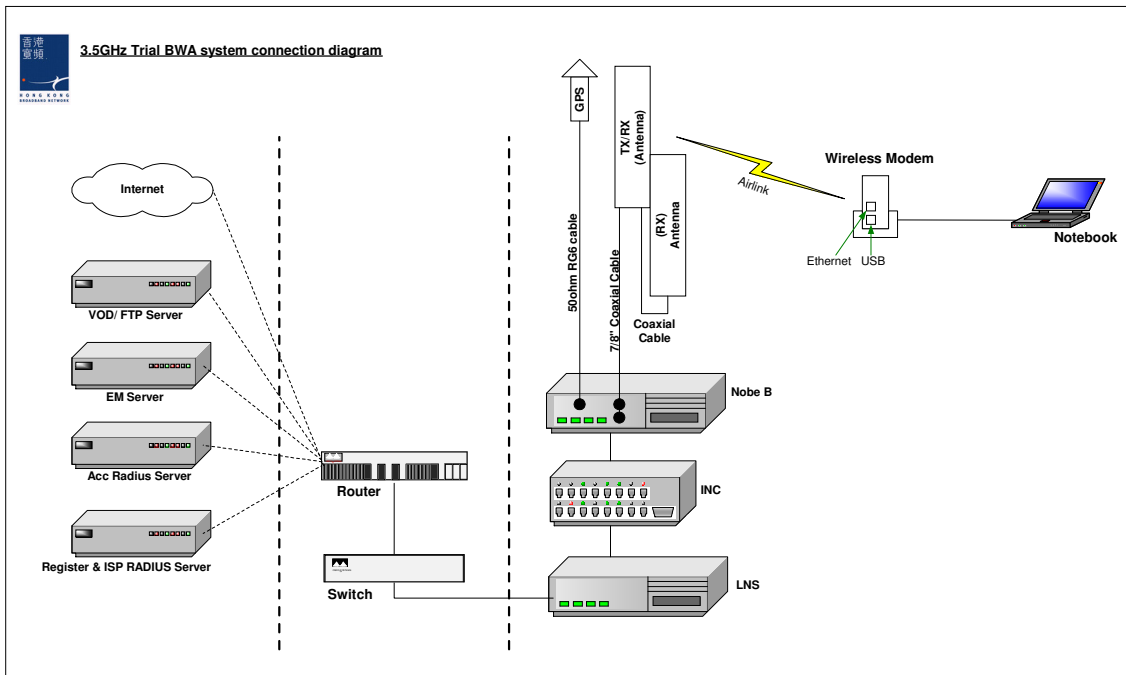 香港
寬頻
HONG KONG
BROADBAND NETWORK
3.5GHz Trial BWA system connection diagram
GPS
TX/RX
(Antenna)
(RX)
Antenna
Airlink
Wireless Modem
Ethernet
USB
Notebook
Internet
50ohm RG6 cable
7/8" Coaxial Cable
Coaxial
Cable
VOD/ FTP Server
EM Server
Acc Radius Server
Register & ISP RADIUS Server
Router
Switch
Nobe B
INC
LNS